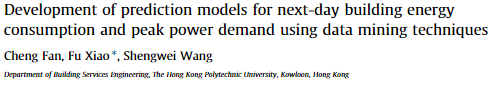 Development of prediction models for next-day building energy
consumption and peak power demand using data mining techniques
Cheng Fan, Fu Xiao*, Shengwei Wang
Department of Building Services Engineering, The Hong Kong Polytechnic University, Kowloon, Hong Kong